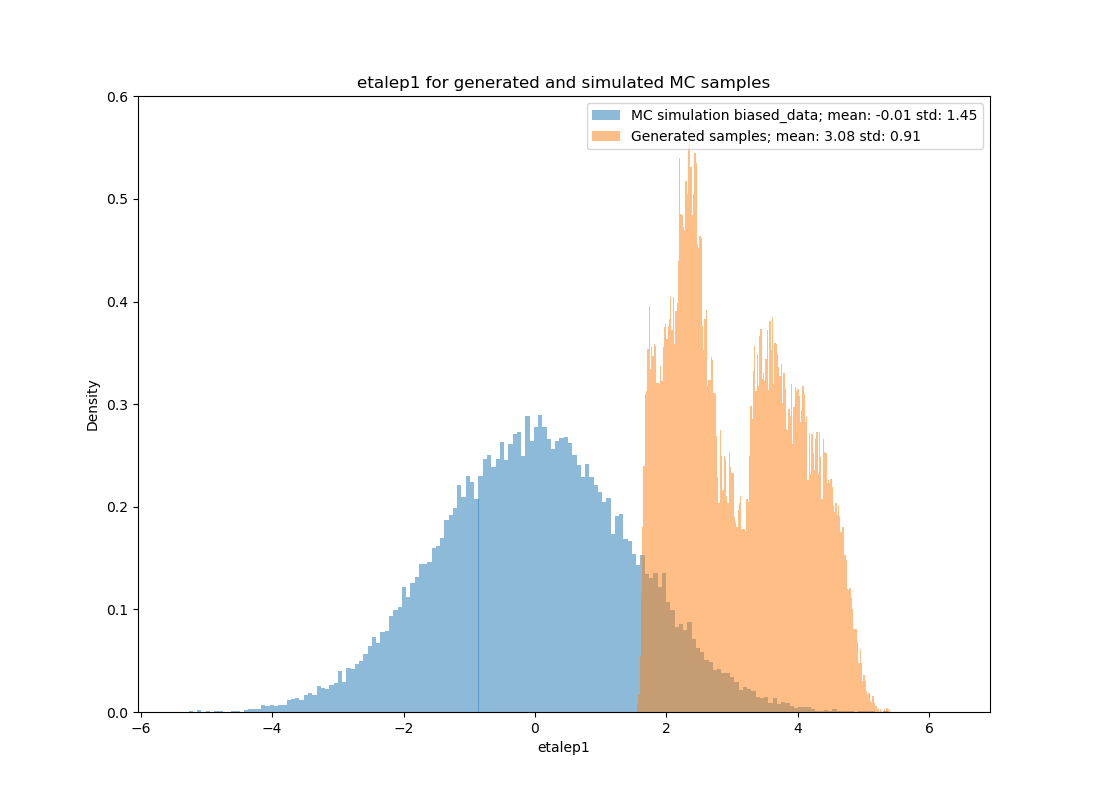 etalep1 for generated and simulated MC samples
MC simulation biased_data; mean: -0.01 std: 1.45
Generated samples; mean: 3.08 std: 0.91
Density
0.6
0.5
0.4
0.3
0.2
0.1
0.0
−6 −4 −2 0 2 4 6
etalep1